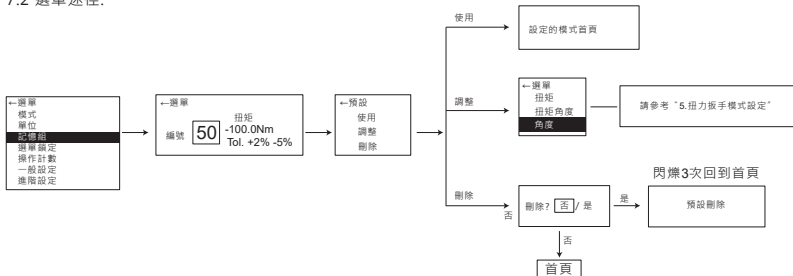 7.2 選單途徑:
←選單
模式
單位
記憶組
選單鎖定
操作計數
一般設定
進階設定
←選單
扭矩
編號 50 -100.0Nm
Tol. +2% -5%
←預設
使用
調整
刪除
使用
設定的模式首頁
調整
←選單
扭矩
扭矩角度
角度
請參考“5.扭力扳手模式設定”
刪除
否
刪除? 否 / 是
是
閃爍3次回到首頁
預設刪除
否
首頁